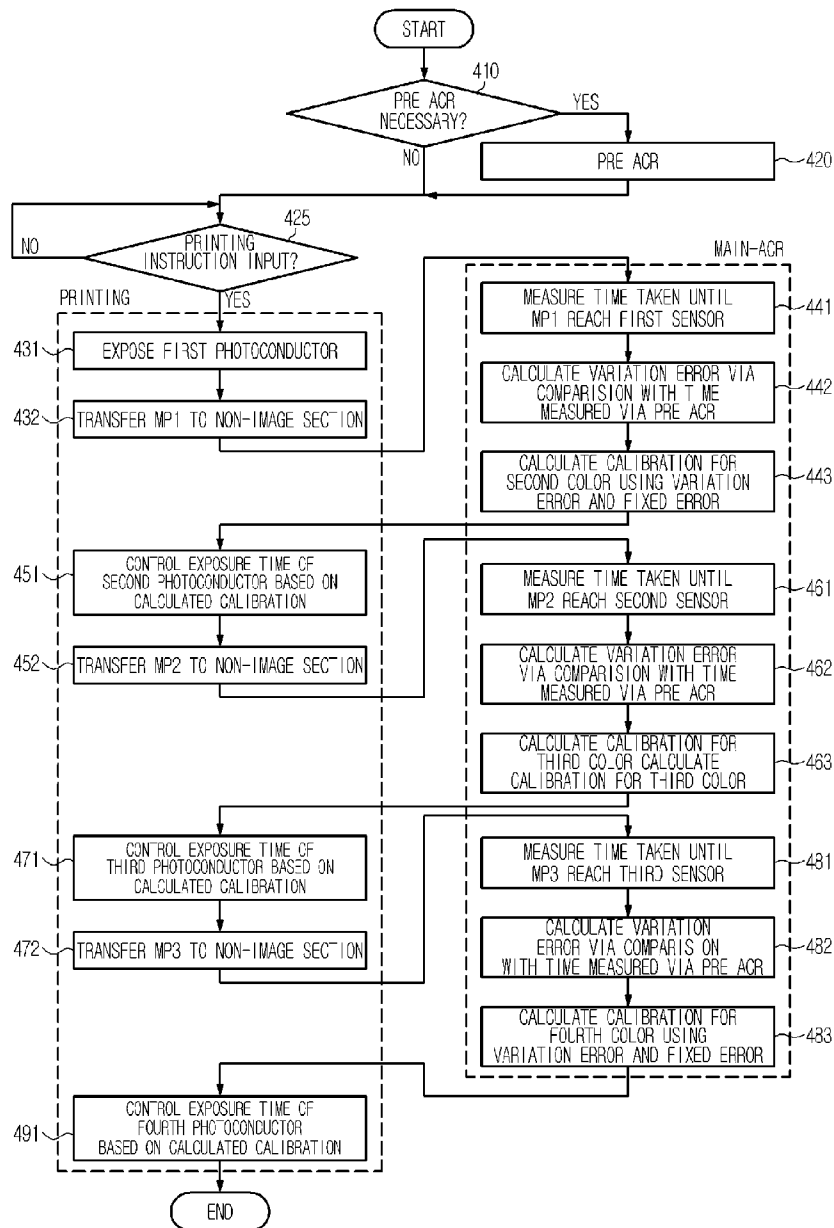 START
410
PRE ACR
NECESSARY?
YES
NO
PRE ACR
420
425
PRINTING
INSTRUCTION INPUT?
NO
YES
PRINTING
MAIN-ACR
431
EXPOSE FIRST PHOTOCONDUCTOR
432
TRANSFER MP1 TO NON-IMAGE SECTION
MEASURE TIME TAKEN UNTIL
MP1 REACH FIRST SENSOR
441
CALCULATE VARIATION ERROR VIA
COMPARISION WITH TIME
MEASURED VIA PRE ACR
442
CALCULATE CALIBRATION FOR
SECOND COLOR USING VARIATION
ERROR AND FIXED ERROR
443
451
CONTROL EXPOSURE TIME OF
SECOND PHOTOCONDUCTOR BASED ON
CALCULATED CALIBRATION
452
TRANSFER MP2 TO NON-IMAGE SECTION
MEASURE TIME TAKEN UNTIL
MP2 REACH SECOND SENSOR
461
CALCULATE VARIATION ERROR
VIA COMPARISION WITH TIME
MEASURED VIA PRE ACR
462
CALCULATE CALIBRATION FOR
THIRD COLOR CALCULATE
CALIBRATION FOR THIRD COLOR
463
471
CONTROL EXPOSURE TIME OF
THIRD PHOTOCONDUCTOR BASED ON
CALCULATED CALIBRATION
472
TRANSFER MP3 TO NON-IMAGE SECTION
MEASURE TIME TAKEN UNTIL
MP3 REACH THIRD SENSOR
481
CALCULATE VARIATION
ERROR VIA COMPARIS ON
WITH TIME MEASURED VIA PRE ACR
482
CALCULATE CALIBRATION FOR
FOURTH COLOR USING
VARIATION ERROR AND FIXED ERROR
483
491
CONTROL EXPOSURE TIME OF
FOURTH PHOTOCONDUCTOR
BASED ON CALCULATED CALIBRATION
END